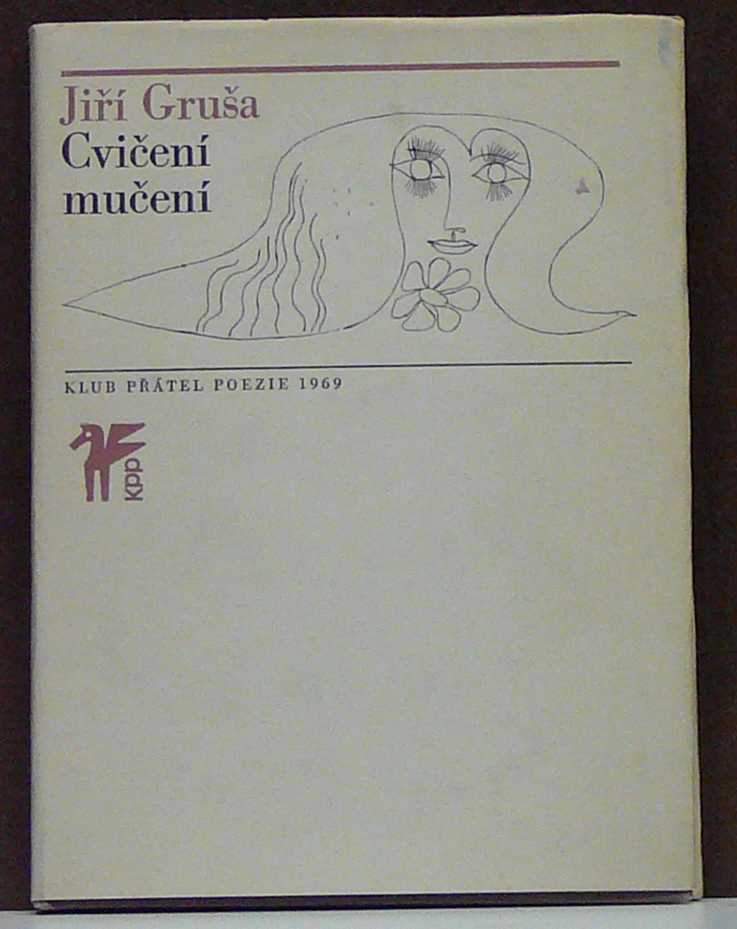 Jiří Gruša
Cvičení
mučení
KLUB PŘÁTEL POEZIE 1969
kpp